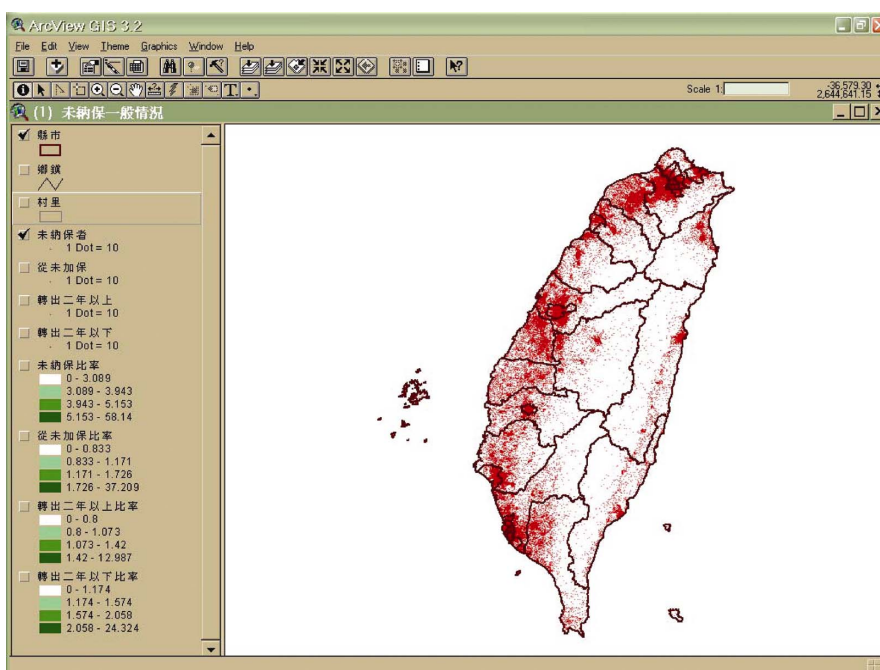 ArcView GIS 3.2
File Edit View Theme Graphics Window Help
Scale 1:
-36,579.30
2,644,641.15
(1) 未納保一般情況
縣市
鄉鎮
村里
未納保者
1 Dot = 10
從未加保
1 Dot = 10
轉出二年以上
1 Dot = 10
轉出二年以下
1 Dot = 10
未納保比率
0 - 3.089
3.089 - 3.943
3.943 - 5.153
5.153 - 58.14
從未加保比率
0 - 0.833
0.833 - 1.171
1.171 - 1.726
1.726 - 37.209
轉出二年以上比率
0 - 0.8
0.8 - 1.073
1.073 - 1.42
1.42 - 12.987
轉出二年以下比率
0 - 1.174
1.174 - 1.574
1.574 - 2.058
2.058 - 24.324